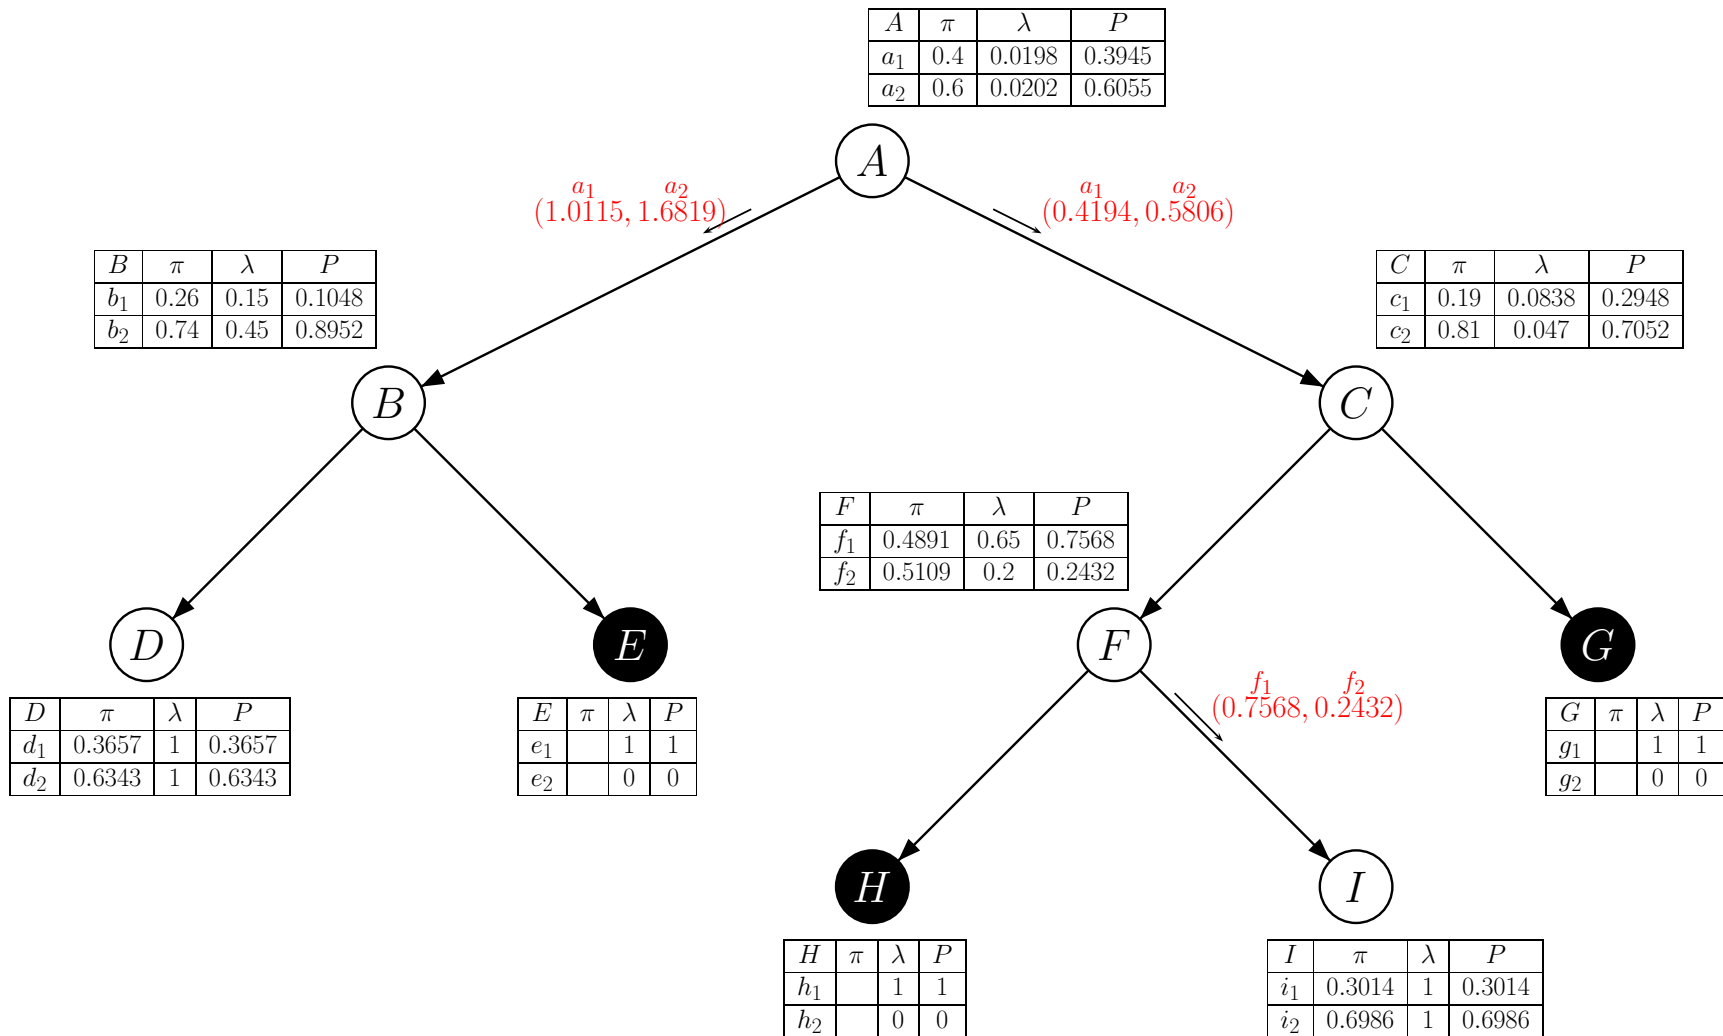 A π λ P
a₁ 0.4 0.0198 0.3945
a₂ 0.6 0.0202 0.6055
A
a₁ a₂
(1.0115, 1.6819)
a₁ a₂
(0.4194, 0.5806)
B π λ P
b₁ 0.26 0.15 0.1048
b₂ 0.74 0.45 0.8952
C π λ P
c₁ 0.19 0.0838 0.2948
c₂ 0.81 0.047 0.7052
B
C
F π λ P
f₁ 0.4891 0.65 0.7568
f₂ 0.5109 0.2 0.2432
D
E
F
G
f₁ f₂
(0.7568, 0.2432)
D π λ P
d₁ 0.3657 1 0.3657
d₂ 0.6343 1 0.6343
E π λ P
e₁ 1 1
e₂ 0 0
G π λ P
g₁ 1 1
g₂ 0 0
H
I
H π λ P
h₁ 1 1
h₂ 0 0
I π λ P
i₁ 0.3014 1 0.3014
i₂ 0.6986 1 0.6986